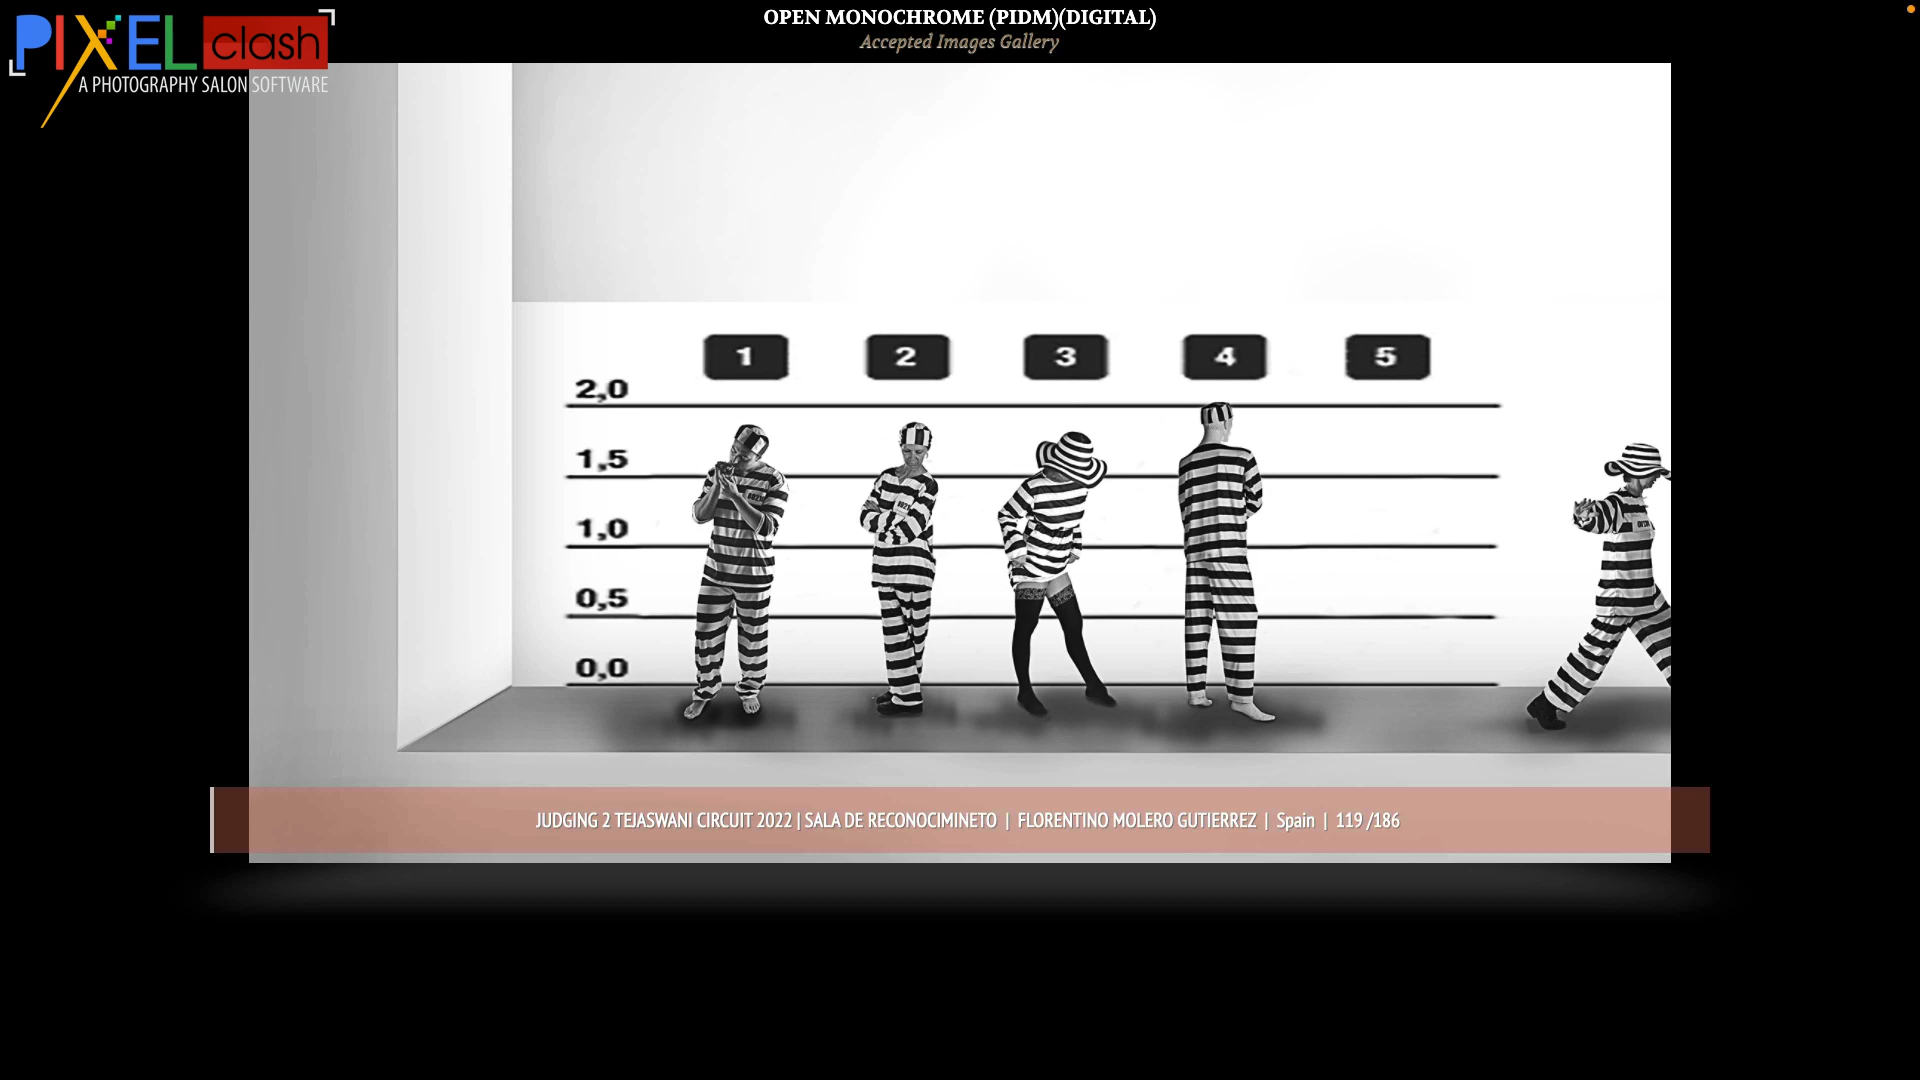 OPEN MONOCHROME (PIDM)(DIGITAL)
Accepted Images Gallery
PIXEL clash
A PHOTOGRAPHY SALON SOFTWARE
1 2 3 4 5
2,0
1,5
1,0
0,5
0,0
JUDGING 2 TEJASWANI CIRCUIT 2022 | SALA DE RECONOCIMINETO | FLORENTINO MOLERO GUTIERREZ | Spain | 119 /186